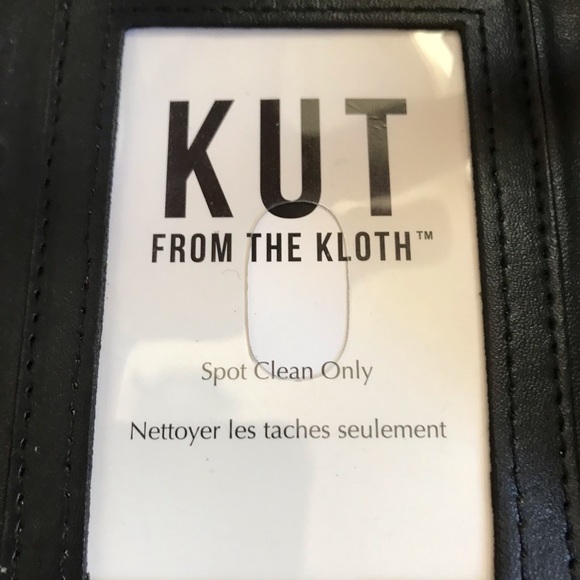 KUT
FROM THE KLOTH™
Spot Clean Only
Nettoyer les taches seulement